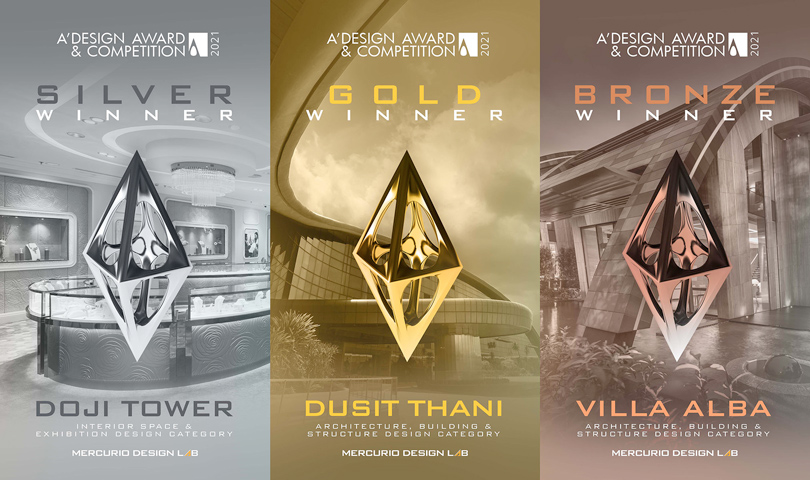 A'DESIGN AWARD
& COMPETITION
2021
SILVER
WINNER
DOJI TOWER
INTERIOR SPACE &
EXHIBITION DESIGN CATEGORY
MERCURIO DESIGN LAB
A'DESIGN AWARD
& COMPETITION
2021
GOLD
WINNER
DUSIT THANI
ARCHITECTURE, BUILDING &
STRUCTURE DESIGN CATEGORY
MERCURIO DESIGN LAB
A'DESIGN AWARD
& COMPETITION
2021
BRONZE
WINNER
VILLA ALBA
ARCHITECTURE, BUILDING &
STRUCTURE DESIGN CATEGORY
MERCURIO DESIGN LAB